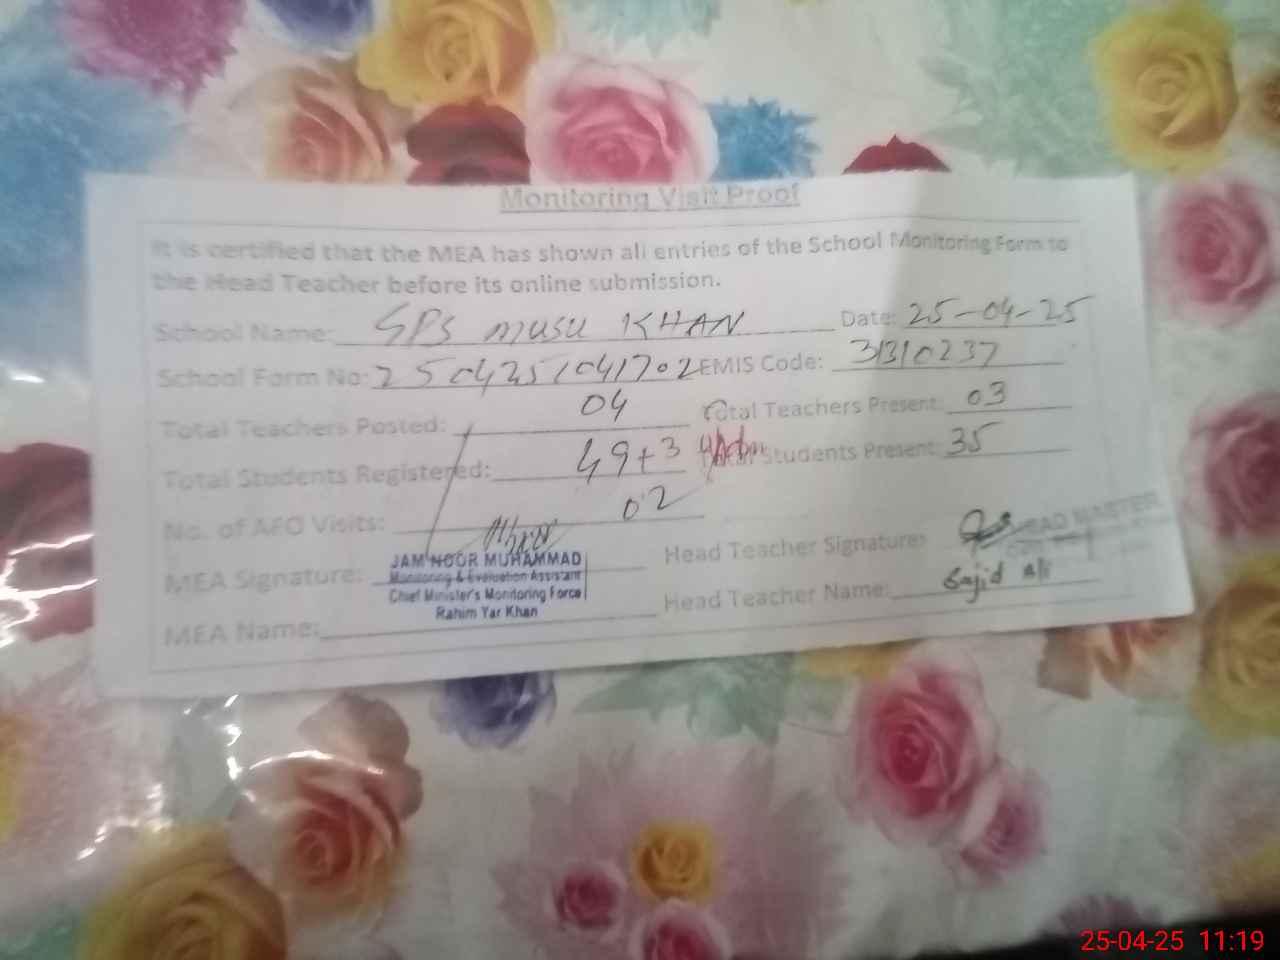 Monitoring Visit Proof
It is certified that the MEA has shown all entries of the School Monitoring Form to
the Head Teacher before its online submission.
School Name: GPS MUSU KHAN Date: 25-04-25
School Form No: 2504251041702 EMIS Code: 31310237
Total Teachers Posted: 04 Total Teachers Present: 03
Total Students Registered: 49+3 Students Present: 35
No. of AFO Visits: 02
MEA Signature: Head Teacher Signature:
JAM NOOR MUHAMMAD
Monitoring & Evaluation Assistant
Chief Minister's Monitoring Force
Rahim Yar Khan
HEAD MASTER
MEA Name: Head Teacher Name: Sajid Ali
25-04-25 11:19